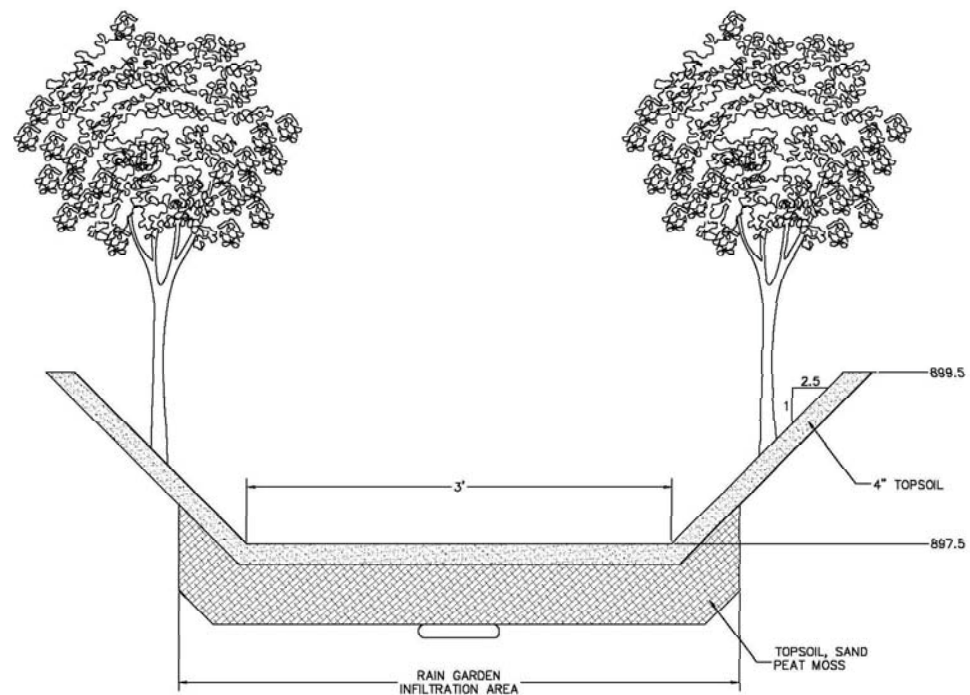 899.5
2.5
1
4" TOPSOIL
3'
897.5
TOPSOIL, SAND
PEAT MOSS
RAIN GARDEN
INFILTRATION AREA